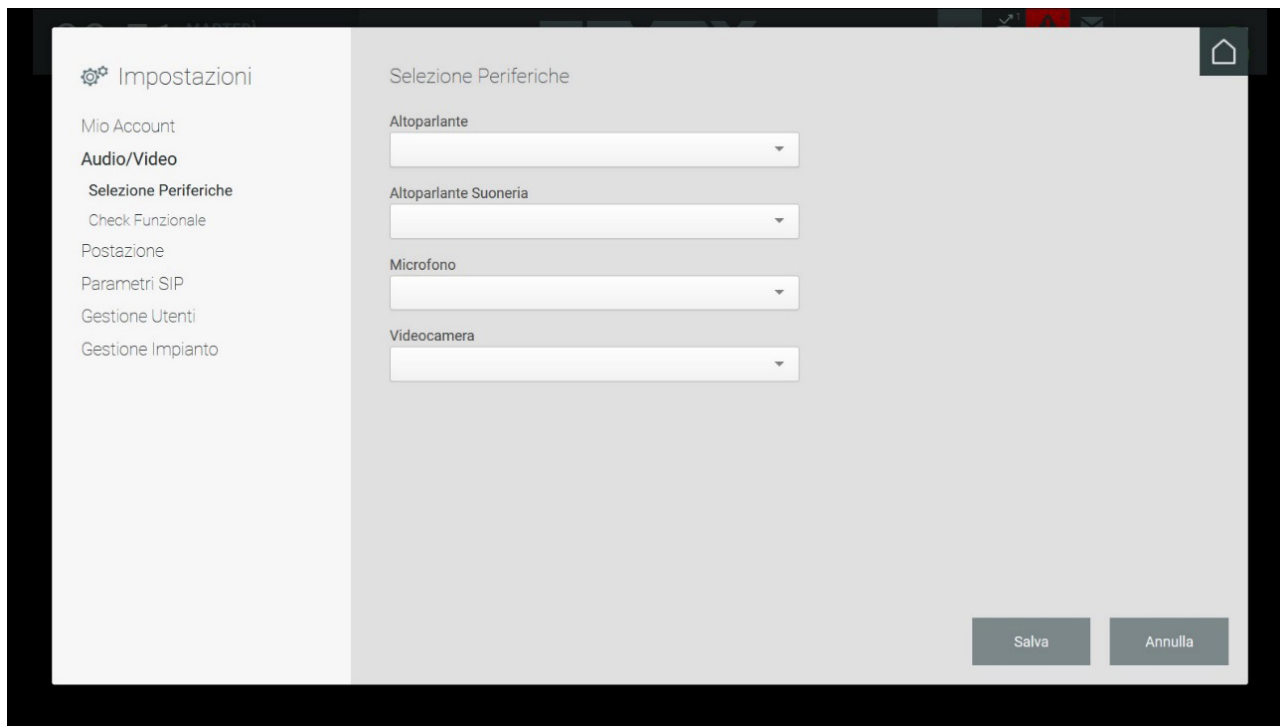 Impostazioni
Mio Account
Audio/Video
Selezione Periferiche
Check Funzionale
Postazione
Parametri SIP
Gestione Utenti
Gestione Impianto
Selezione Periferiche
Altoparlante
Altoparlante Suoneria
Microfono
Videocamera
Salva
Annulla